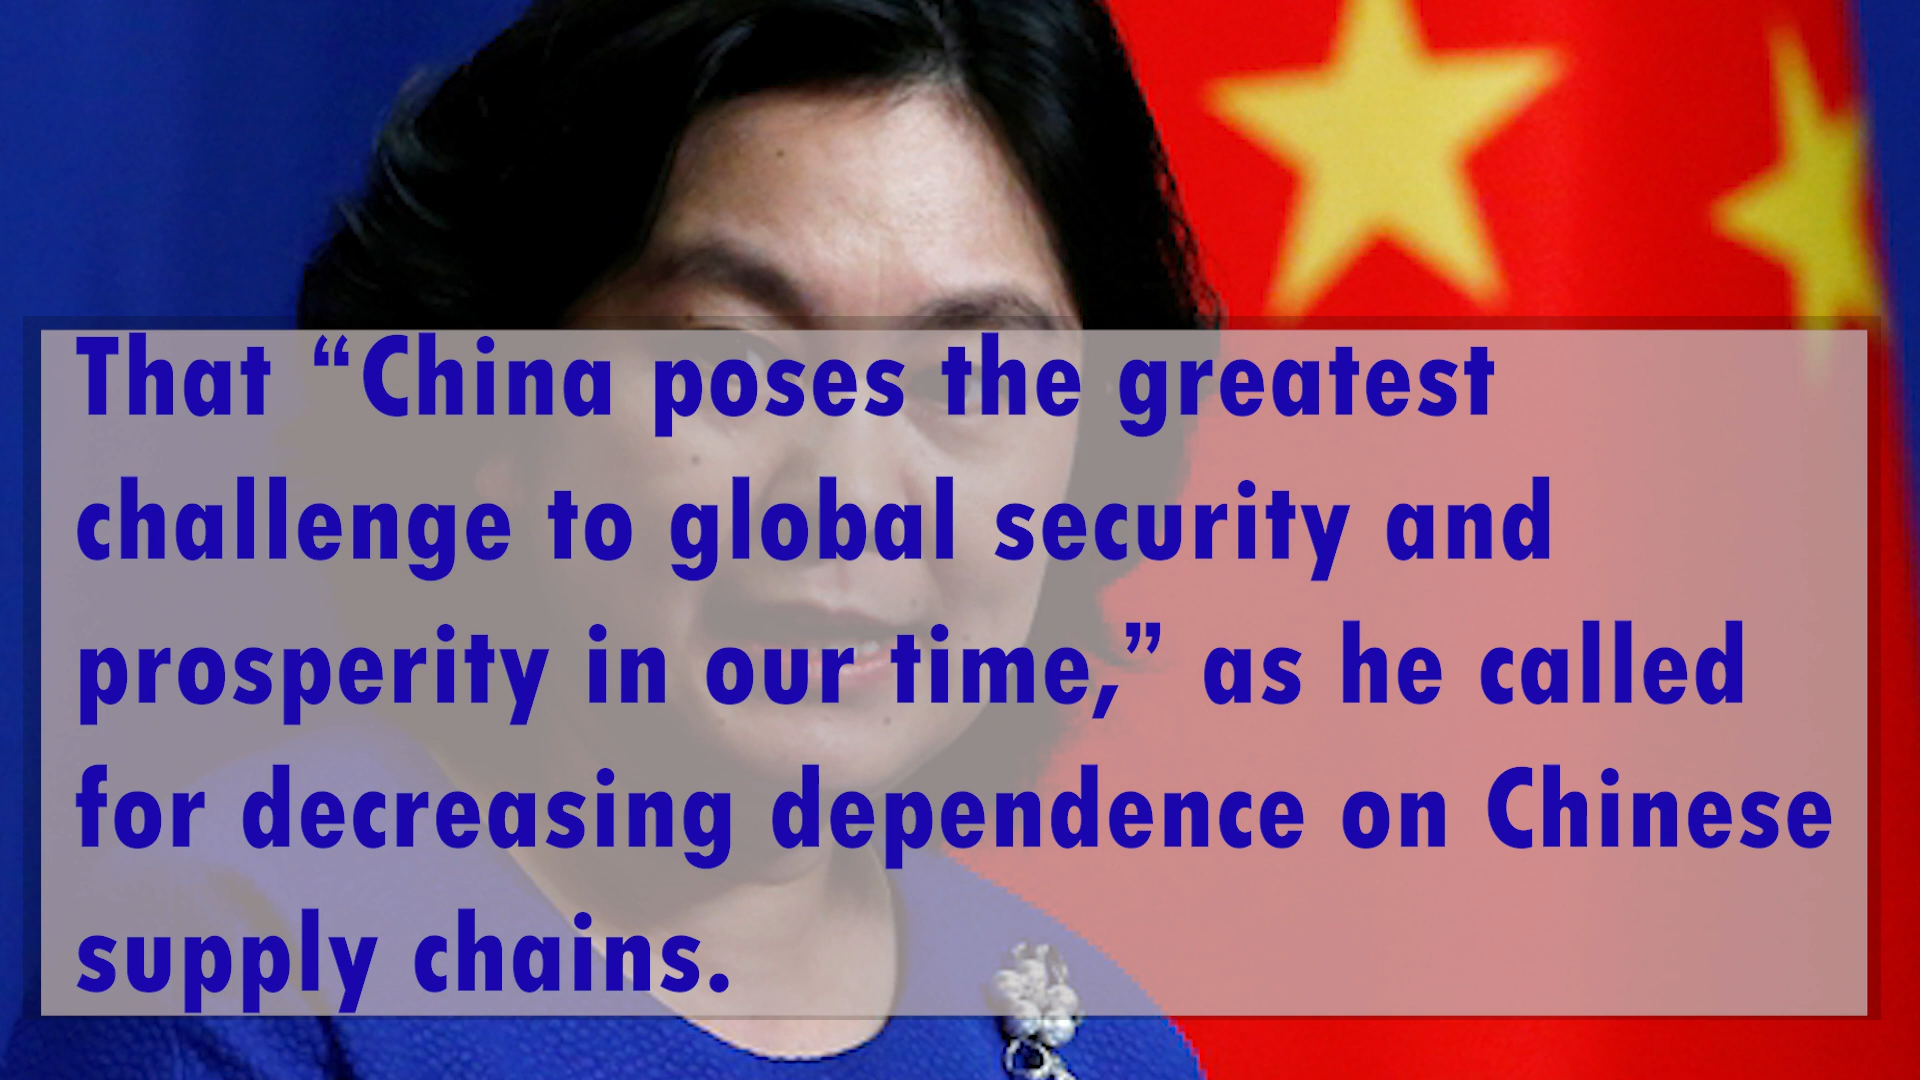 That “China poses the greatest
challenge to global security and
prosperity in our time,” as he called
for decreasing dependence on Chinese
supply chains.